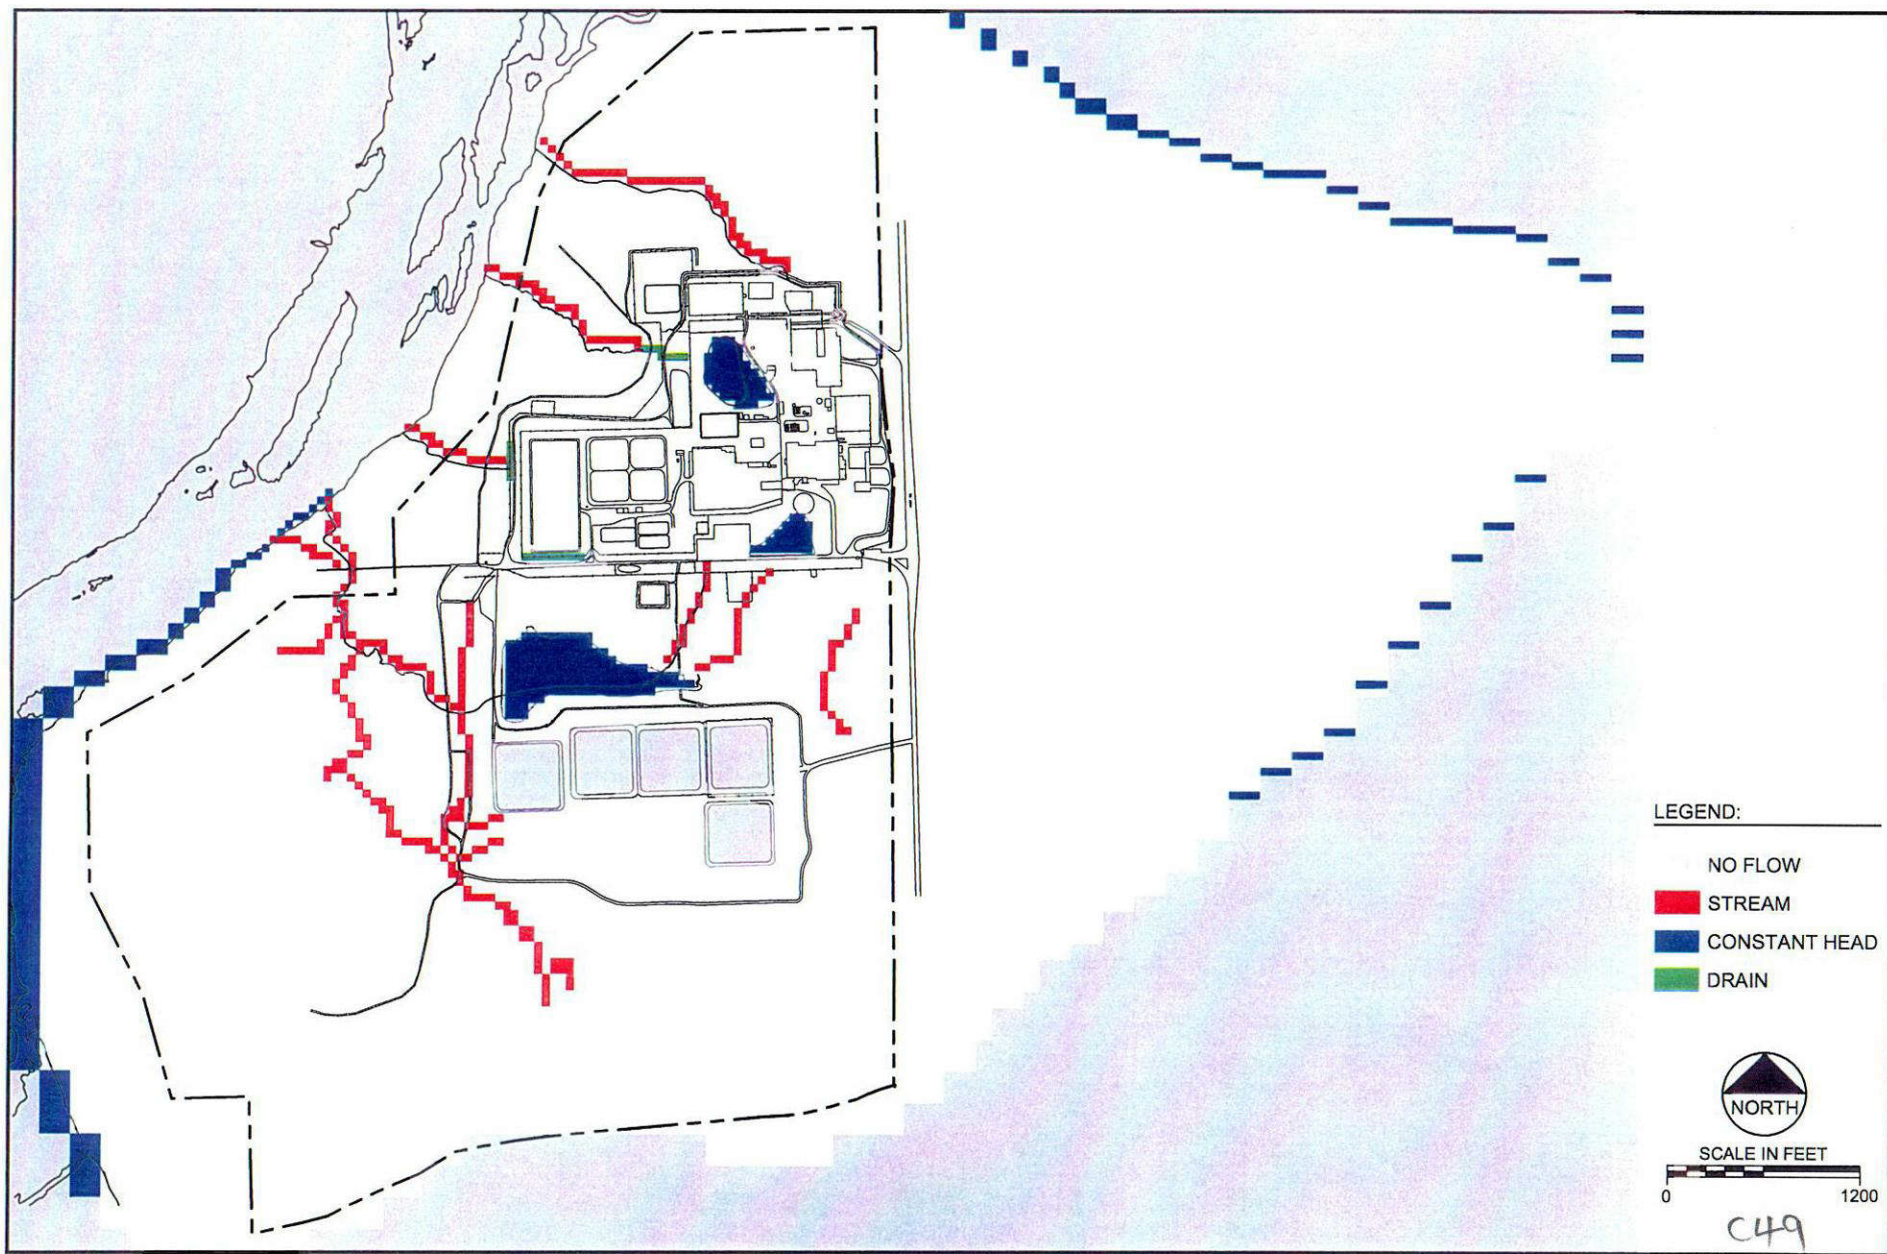 LEGEND:
NO FLOW
STREAM
CONSTANT HEAD
DRAIN
NORTH
SCALE IN FEET
0 1200
C49